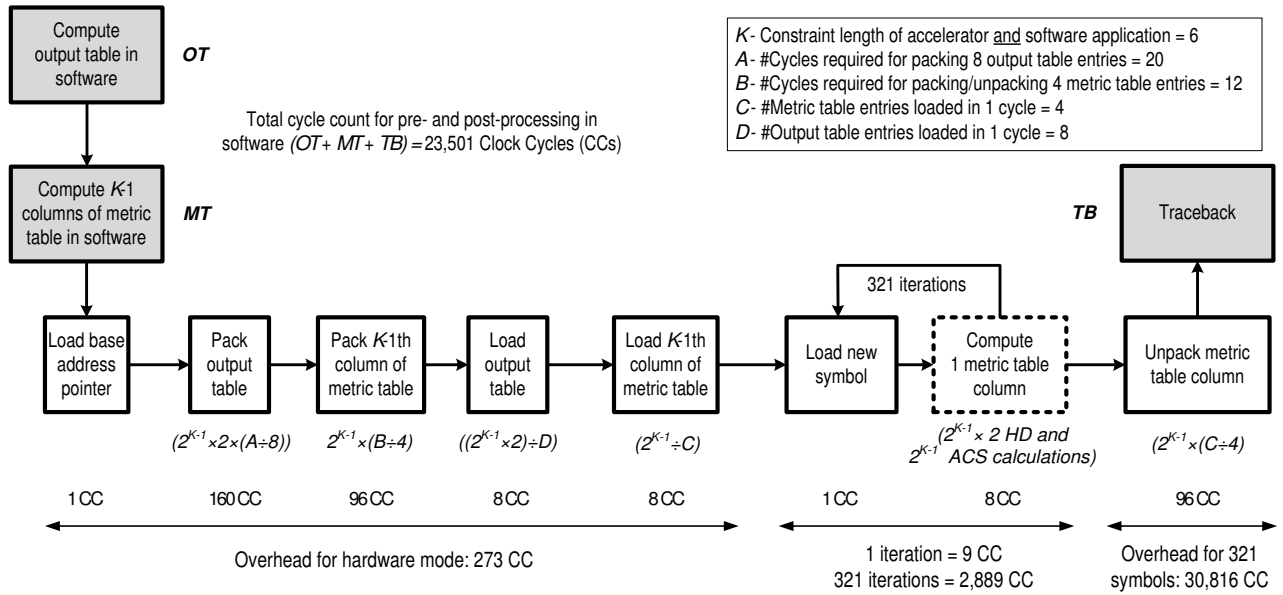 Compute
output table in
software
OT
Total cycle count for pre- and post-processing in
software (OT + MT + TB) = 23,501 Clock Cycles (CCs)
K- Constraint length of accelerator and software application = 6
A- #Cycles required for packing 8 output table entries = 20
B- #Cycles required for packing/unpacking 4 metric table entries = 12
C- #Metric table entries loaded in 1 cycle = 4
D- #Output table entries loaded in 1 cycle = 8
Compute K-1
columns of metric
table in software
MT
TB
Traceback
321 iterations
Load base
address
pointer
Pack
output
table
Pack K-1th
column of
metric table
Load
output
table
Load K-1th
column of
metric table
Load new
symbol
Compute
1 metric table
column
Unpack metric
table column
(2^{K-1}×2×(A÷8))
2^{K-1}×(B÷4)
((2^{K-1}×2)÷D)
(2^{K-1}÷C)
(2^{K-1}× 2 HD and
2^{K-1} ACS calculations)
(2^{K-1}×(C÷4)
1 CC
160 CC
96 CC
8 CC
8 CC
1 CC
8 CC
96 CC
Overhead for hardware mode: 273 CC
1 iteration = 9 CC
321 iterations = 2,889 CC
Overhead for 321
symbols: 30,816 CC